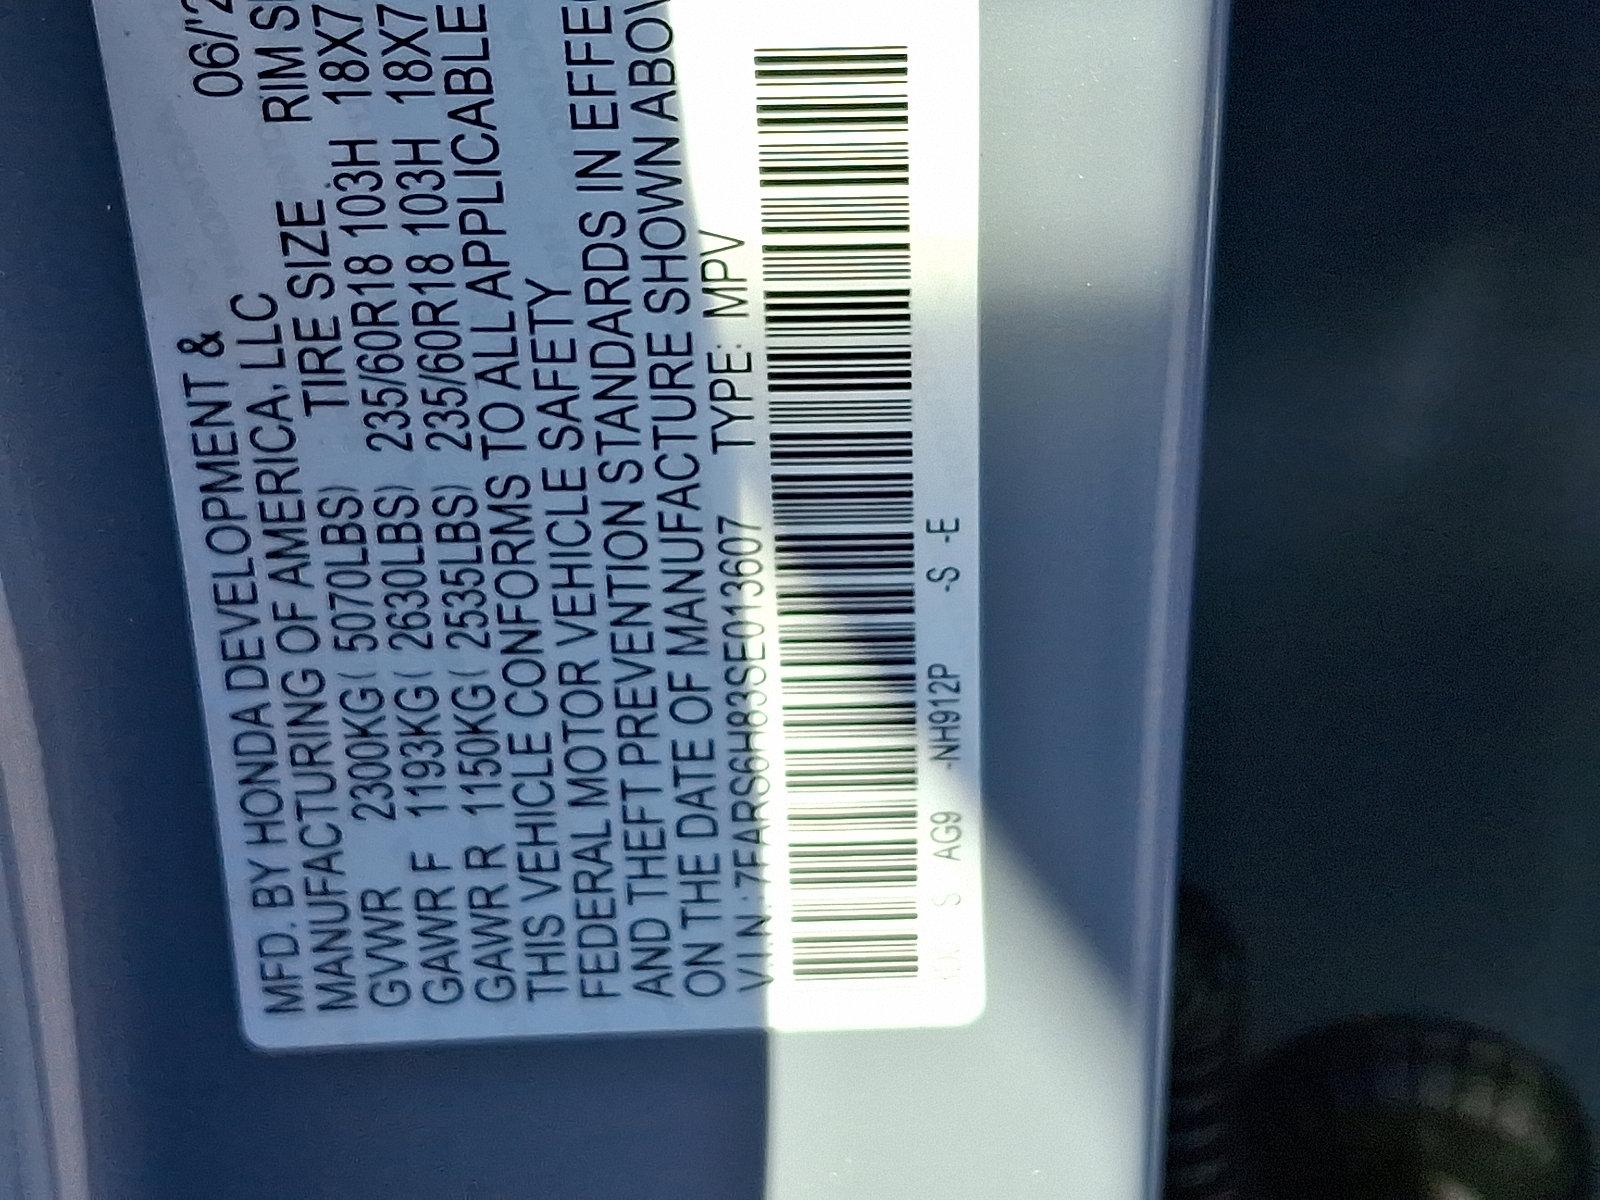 MFD. BY HONDA DEVELOPMENT & 06/'2
MANUFACTURING OF AMERICA, LLC
TIRE SIZE RIM S
GVWR 2300KG( 5070LBS) 235/60R18 103H 18X7
GAWR F 1193KG( 2630LBS) 235/60R18 103H 18X7
GAWR R 1150KG( 2535LBS)
THIS VEHICLE CONFORMS TO ALL APPLICABLE
FEDERAL MOTOR VEHICLE SAFETY
AND THEFT PREVENTION STANDARDS IN EFFE
ON THE DATE OF MANUFACTURE SHOWN ABOV
V.I.N.:7FARS6H83SE013607 TYPE: MPV
S AG9 -NH912P -S -E